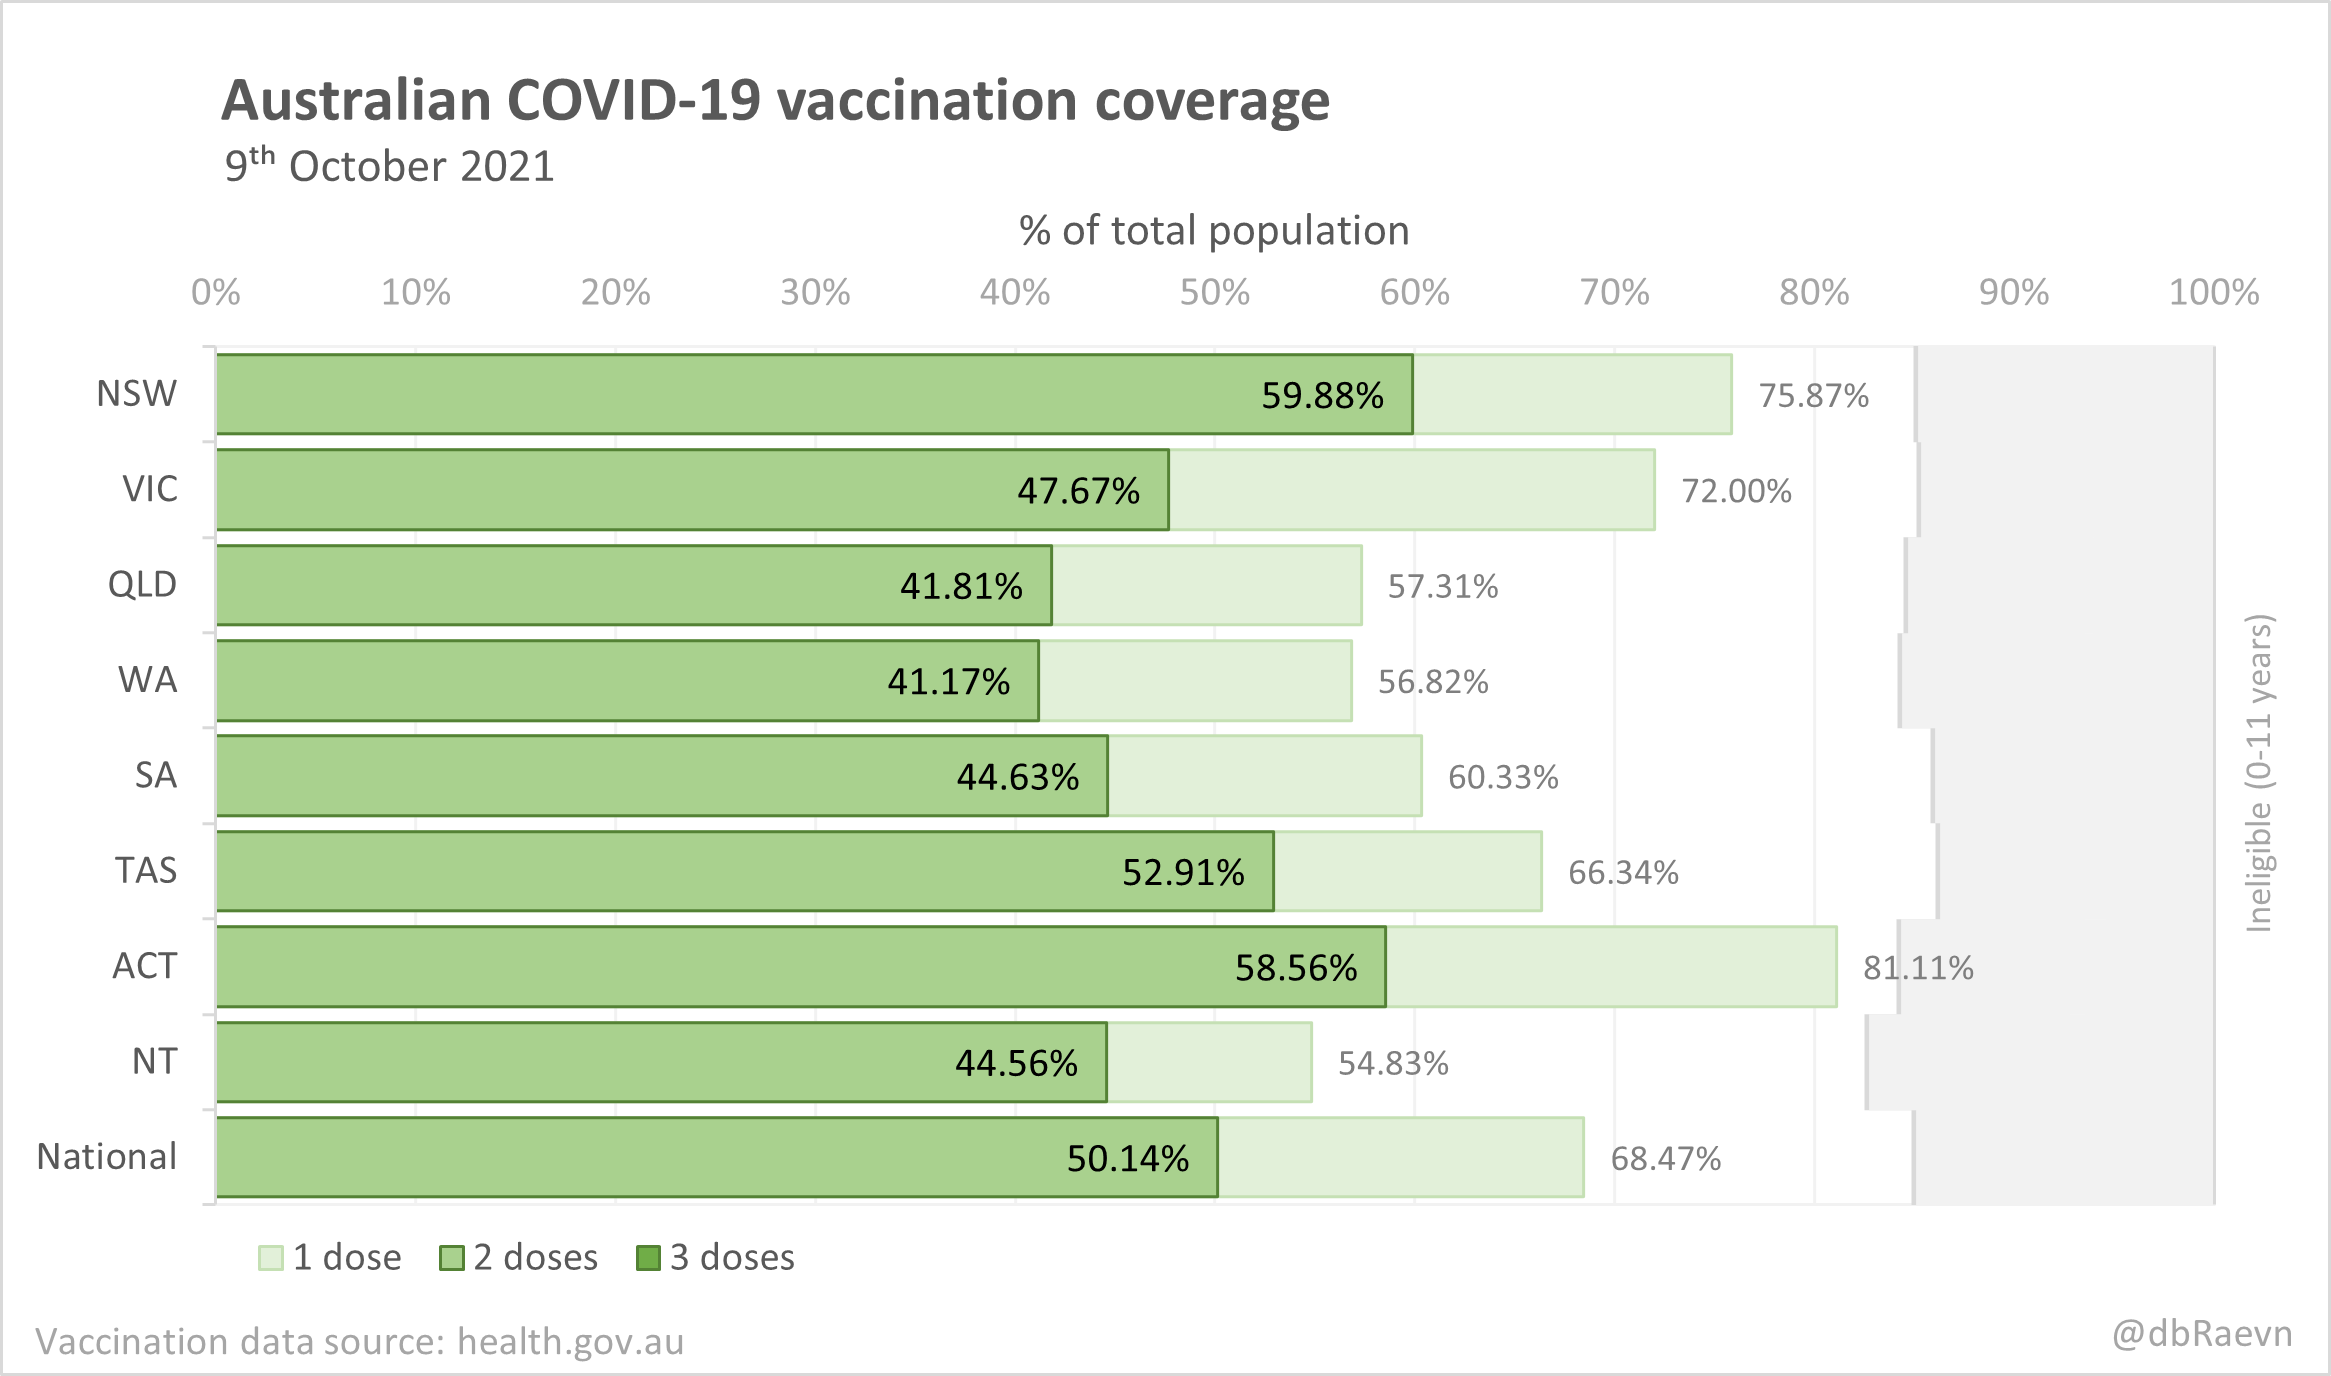 Australian COVID-19 vaccination coverage
9th October 2021
% of total population
0% 10% 20% 30% 40% 50% 60% 70% 80% 90% 100%
NSW 59.88% 75.87%
VIC 47.67% 72.00%
QLD 41.81% 57.31%
WA 41.17% 56.82%
SA 44.63% 60.33%
TAS 52.91% 66.34%
ACT 58.56% 81.11%
NT 44.56% 54.83%
National 50.14% 68.47%
Ineligible (0-11 years)
1 dose 2 doses 3 doses
Vaccination data source: health.gov.au
@dbRaevn